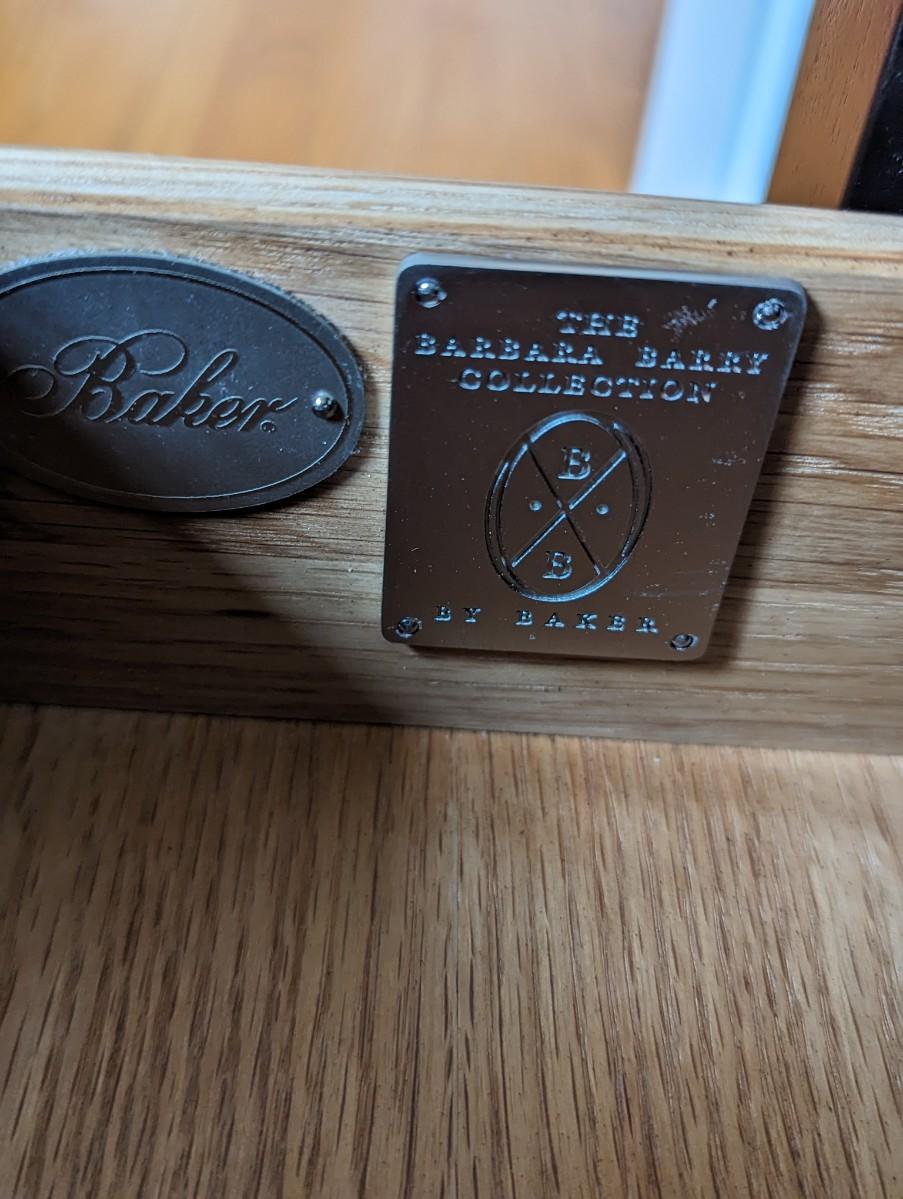 Baker®
THE
BARBARA BARRY
COLLECTION
B
B
BY BAKER